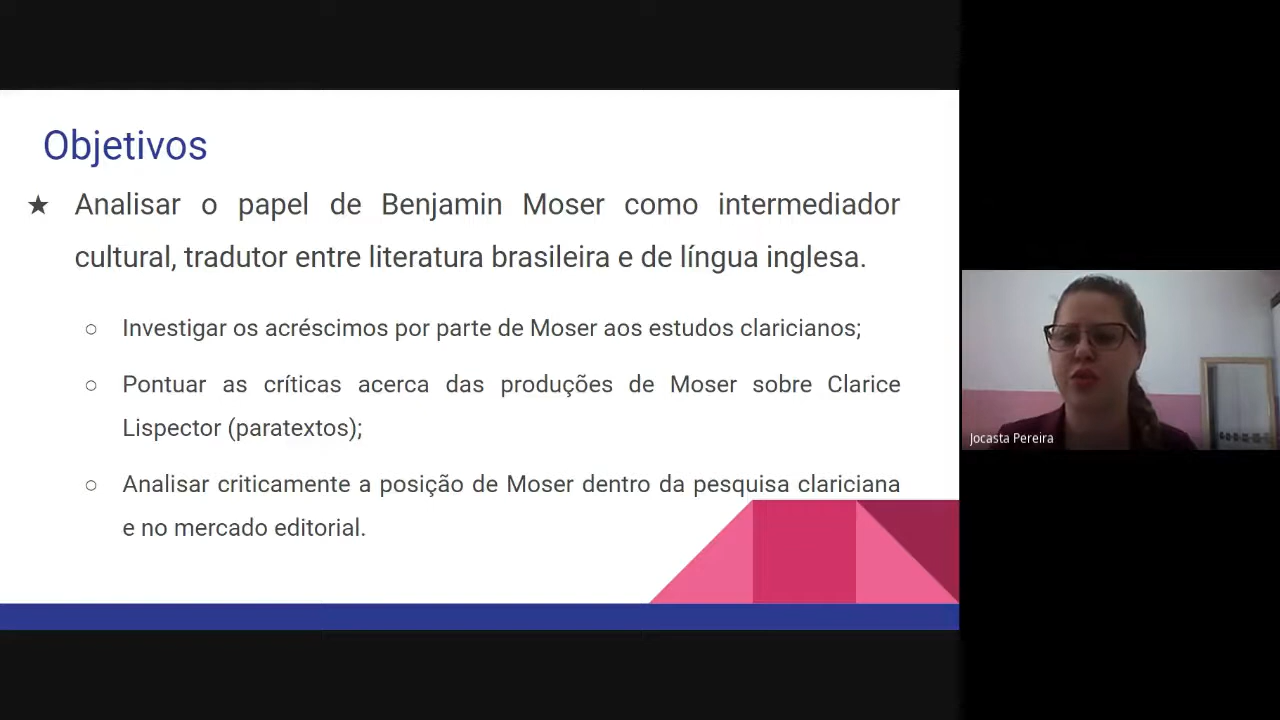 Objetivos
★ Analisar o papel de Benjamin Moser como intermediador
cultural, tradutor entre literatura brasileira e de língua inglesa.
○ Investigar os acréscimos por parte de Moser aos estudos claricianos;
○ Pontuar as críticas acerca das produções de Moser sobre Clarice
Lispector (paratextos);
○ Analisar criticamente a posição de Moser dentro da pesquisa clariciana
e no mercado editorial.
Jocasta Pereira